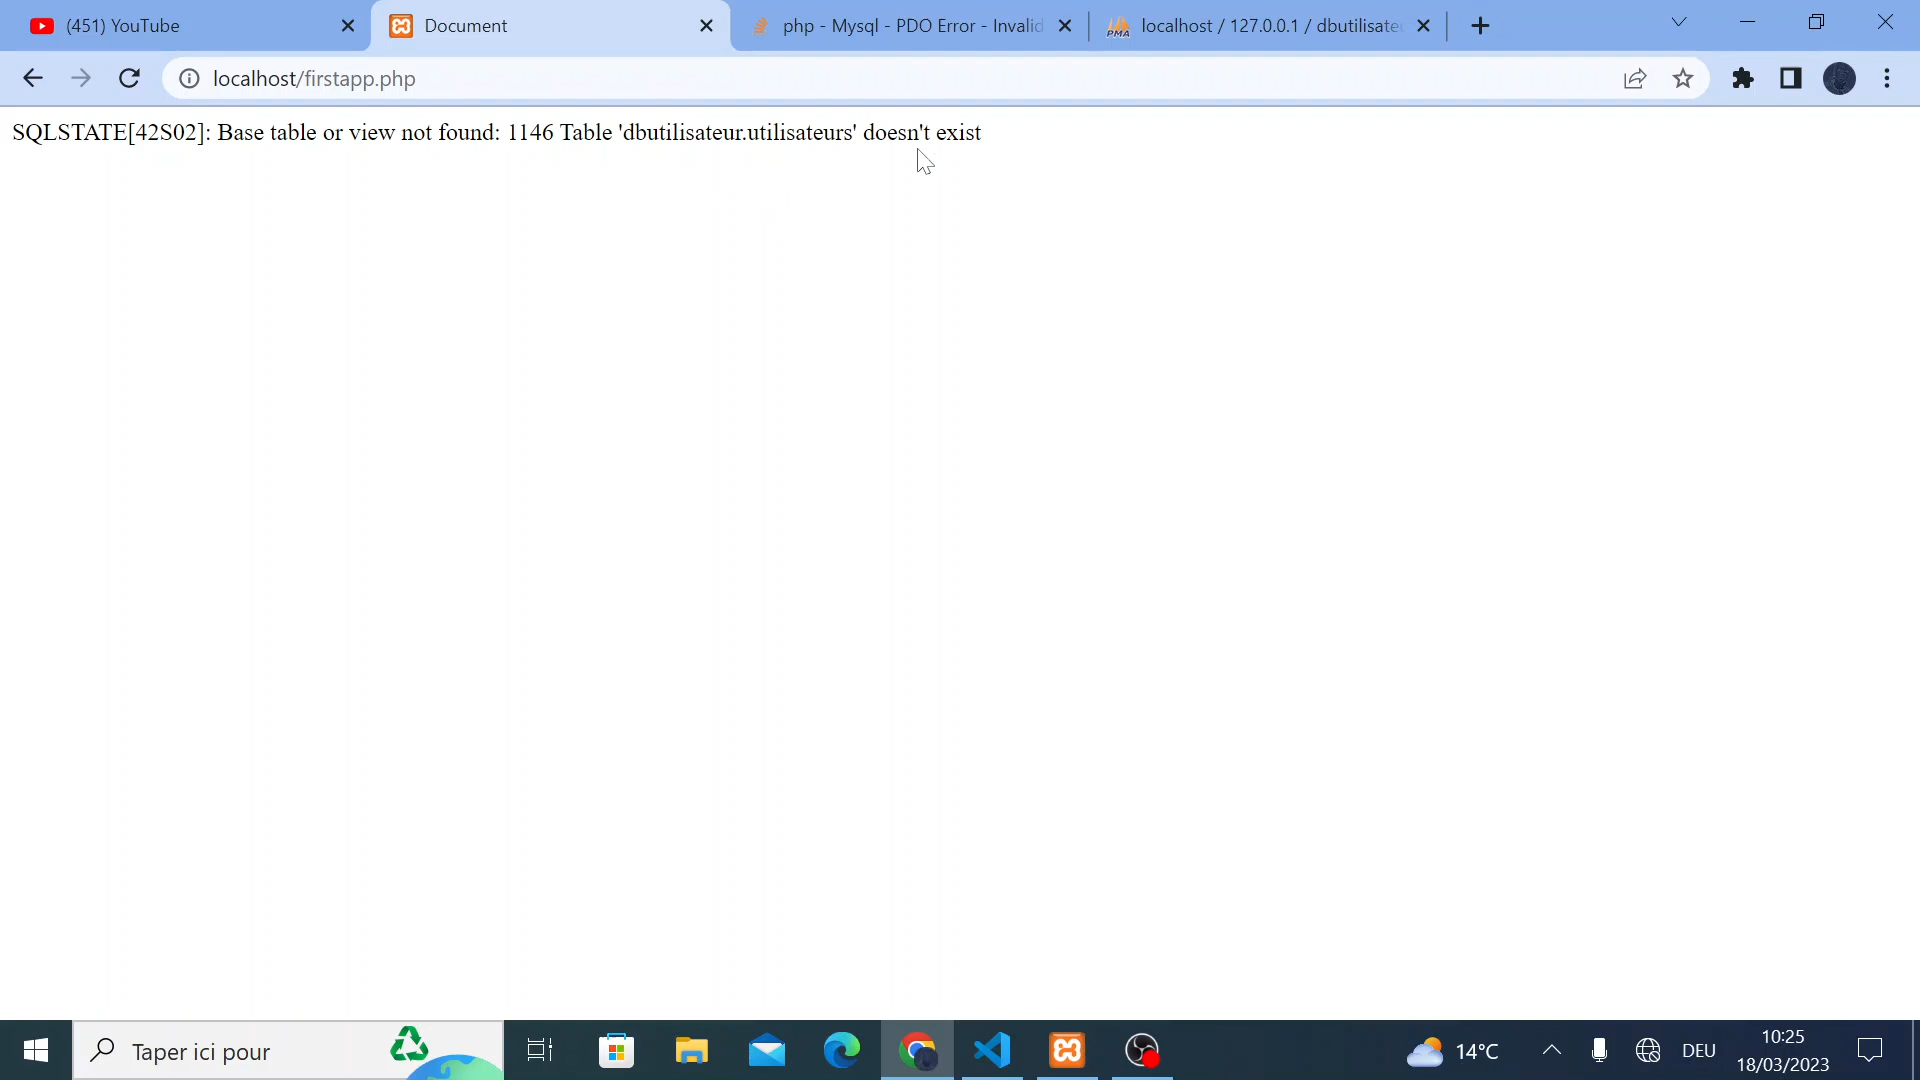 (451) YouTube
Document
php - Mysql - PDO Error - Invalid
localhost / 127.0.0.1 / dbutilisateu
localhost/firstapp.php
SQLSTATE[42S02]: Base table or view not found: 1146 Table 'dbutilisateur.utilisateurs' doesn't exist
Taper ici pour
14°C
DEU
10:25
18/03/2023
PMA